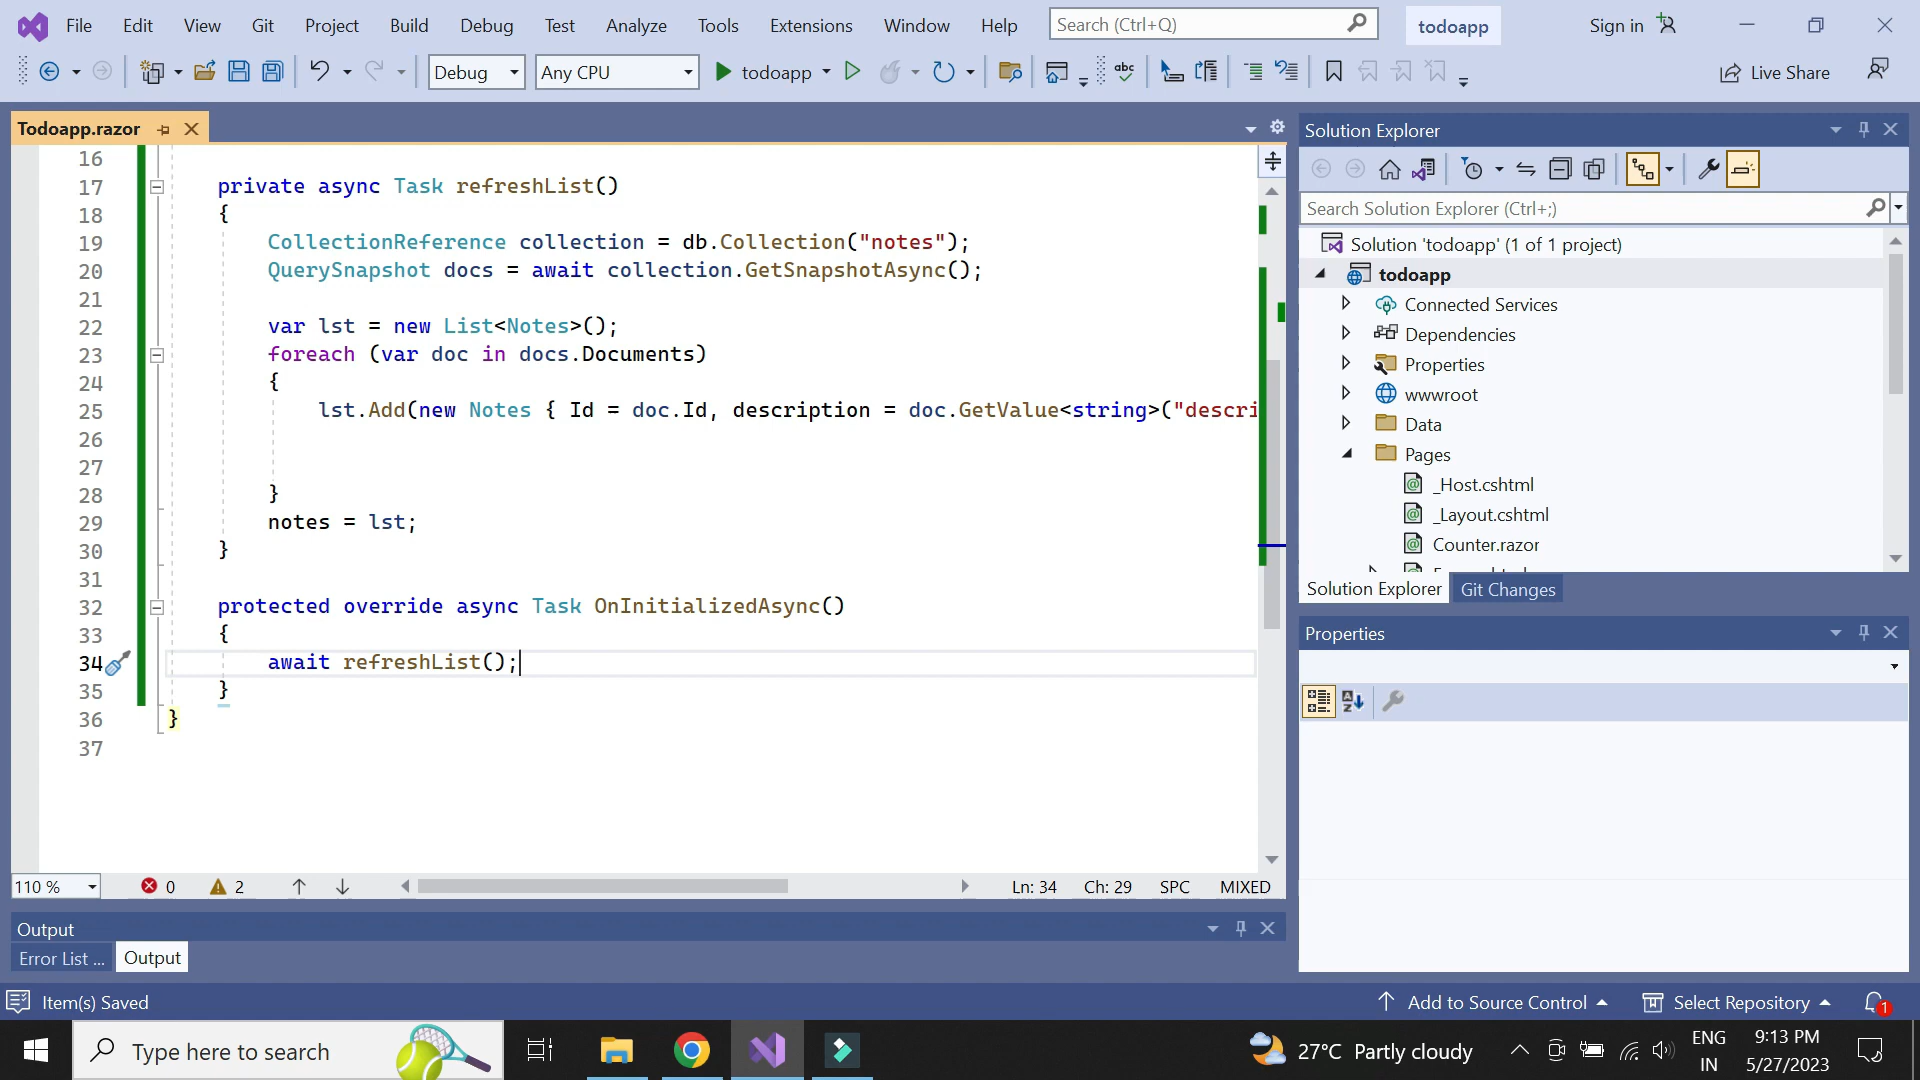 File Edit View Git Project Build Debug Test Analyze Tools Extensions Window Help Search (Ctrl+Q) todoapp Sign in
Debug Any CPU todoapp Live Share
Todoapp.razor
16
17 private async Task refreshList()
18 {
19 CollectionReference collection = db.Collection("notes");
20 QuerySnapshot docs = await collection.GetSnapshotAsync();
21
22 var lst = new List<Notes>();
23 foreach (var doc in docs.Documents)
24 {
25 lst.Add(new Notes { Id = doc.Id, description = doc.GetValue<string>("descri
26
27
28 }
29 notes = lst;
30 }
31
32 protected override async Task OnInitializedAsync()
33 {
34 await refreshList();
35 }
36 }
37
110 % 0 2 Ln: 34 Ch: 29 SPC MIXED
Output
Error List ... Output
Solution Explorer
Search Solution Explorer (Ctrl+;)
Solution 'todoapp' (1 of 1 project)
todoapp
Connected Services
Dependencies
Properties
wwwroot
Data
Pages
_Host.cshtml
_Layout.cshtml
Counter.razor
Solution Explorer Git Changes
Properties
Item(s) Saved Add to Source Control Select Repository 1
Type here to search 27°C Partly cloudy ENG IN 9:13 PM 5/27/2023